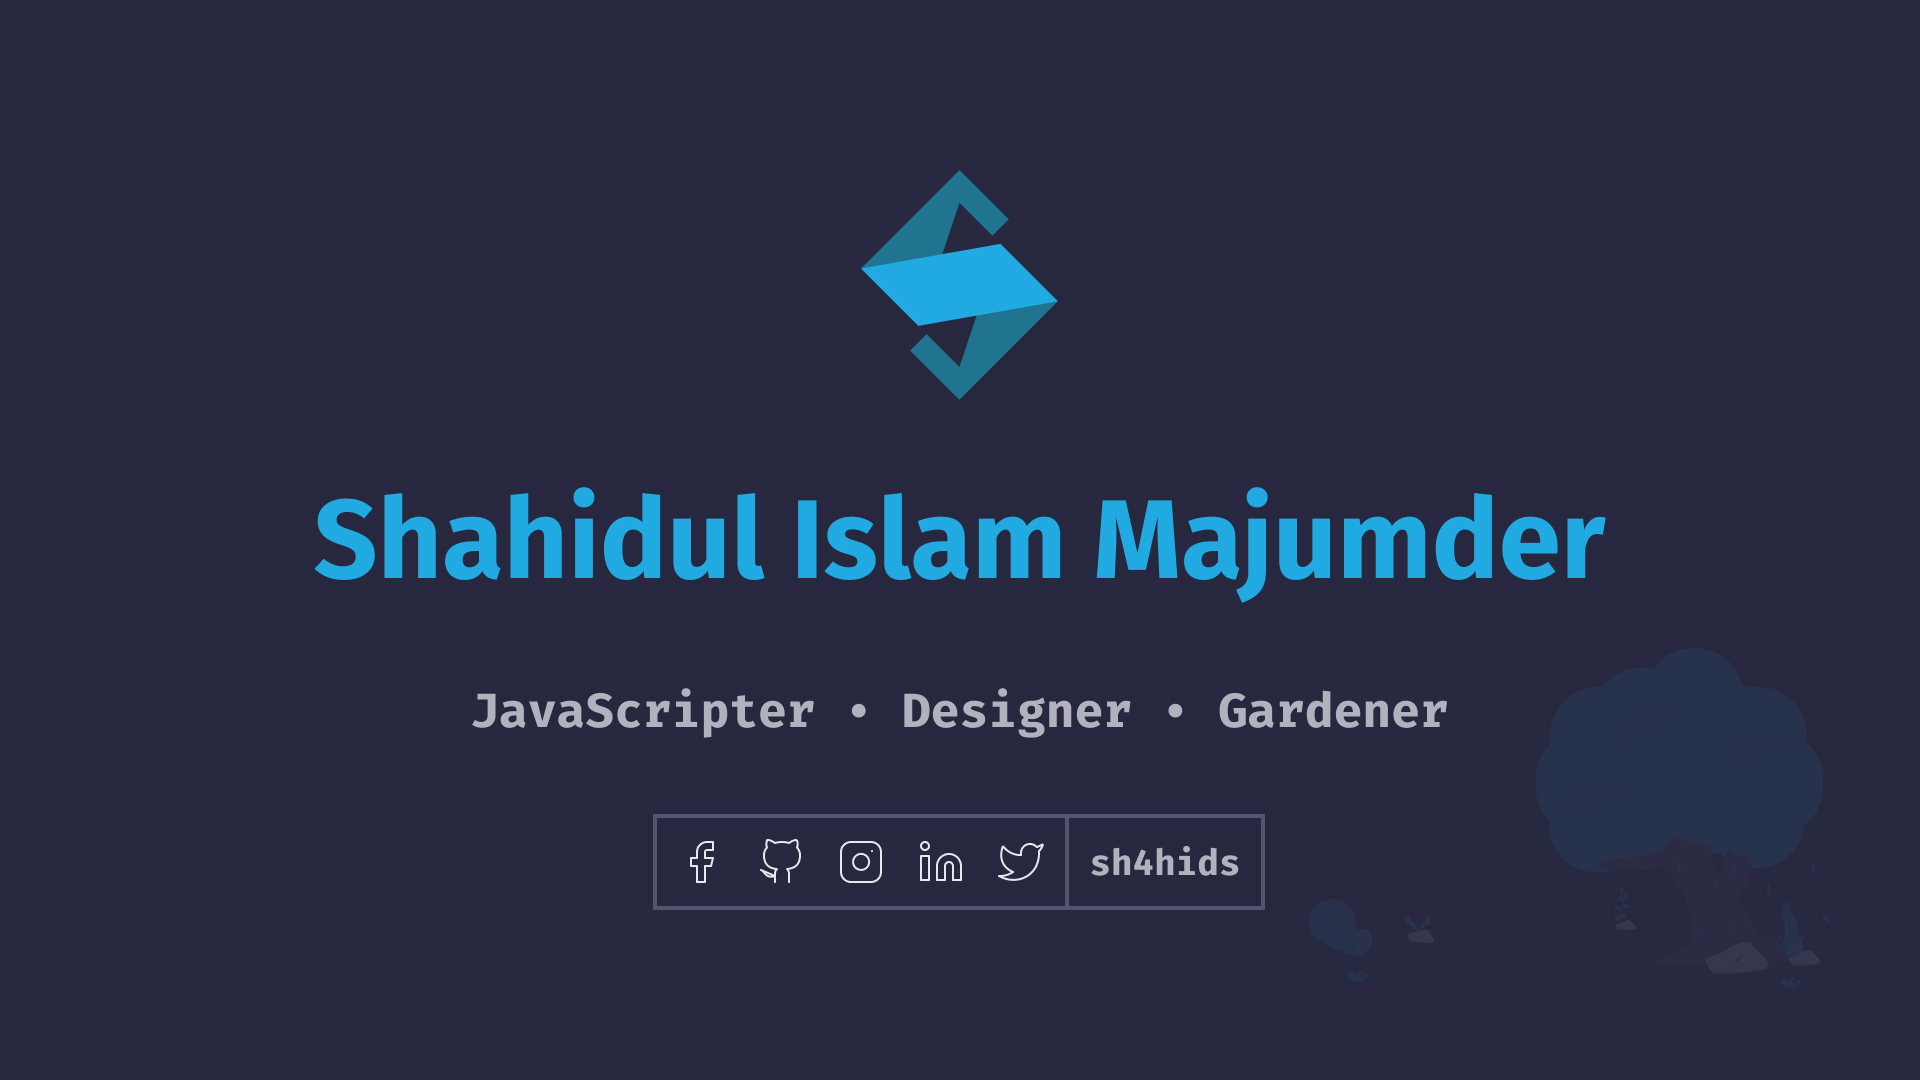 Shahidul Islam Majumder
JavaScripter • Designer • Gardener
sh4hids